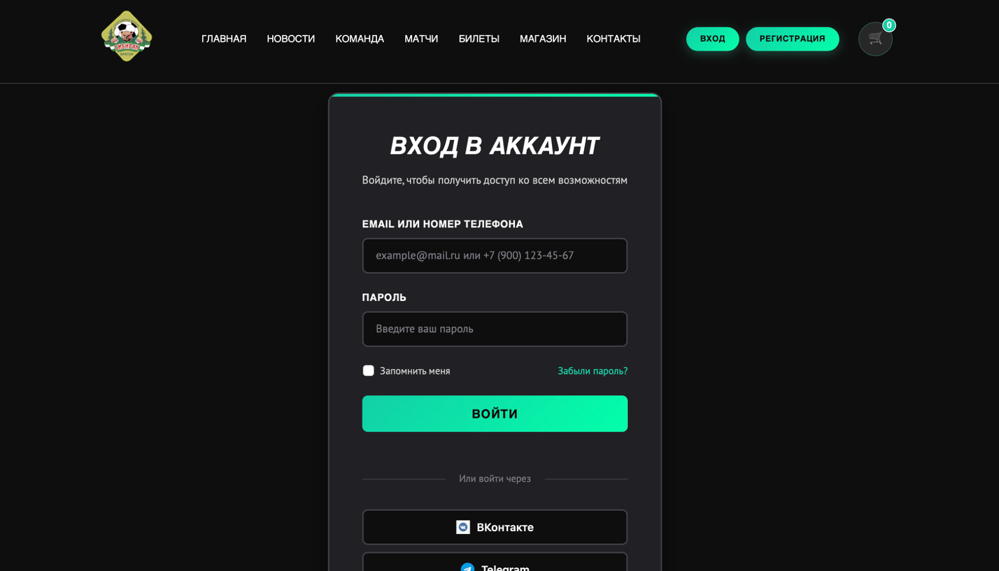 СИБИРЯК
БРАТСК
ГЛАВНАЯ НОВОСТИ КОМАНДА МАТЧИ БИЛЕТЫ МАГАЗИН КОНТАКТЫ ВХОД РЕГИСТРАЦИЯ 0
ВХОД В АККАУНТ
Войдите, чтобы получить доступ ко всем возможностям
EMAIL ИЛИ НОМЕР ТЕЛЕФОНА
example@mail.ru или +7 (900) 123-45-67
ПАРОЛЬ
Введите ваш пароль
Запомнить меня Забыли пароль?
ВОЙТИ
Или войти через
ВКонтакте
Telegram